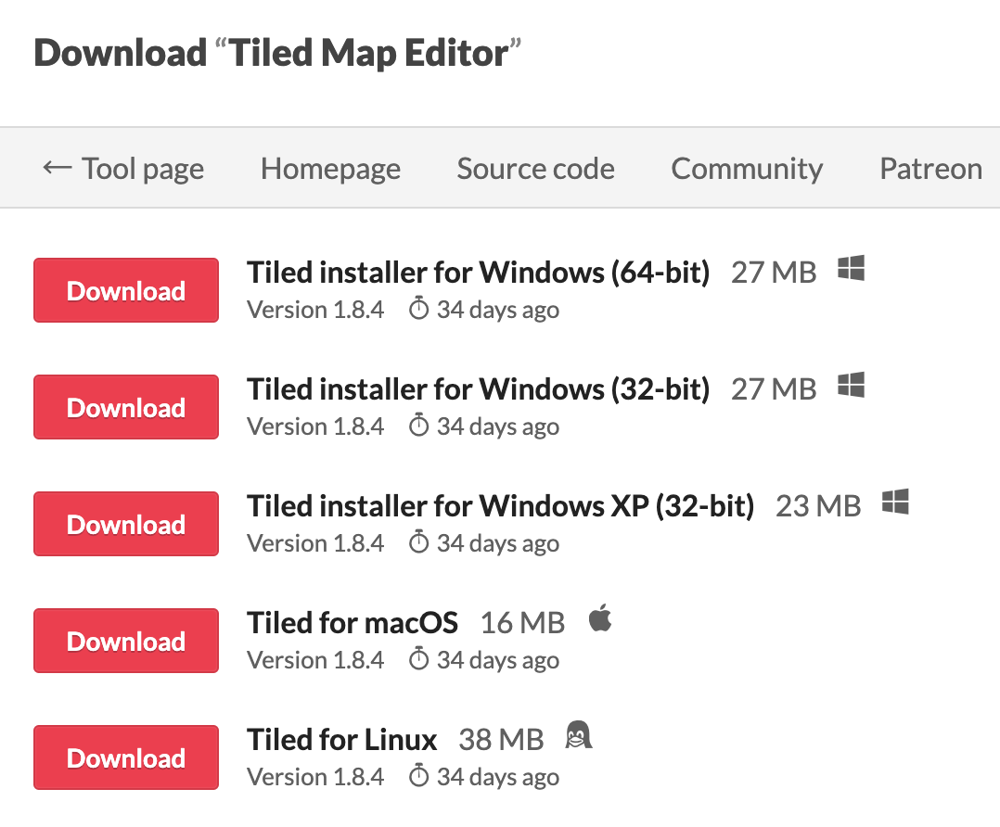 Download “Tiled Map Editor”
← Tool page Homepage Source code Community Patreon
Download Tiled installer for Windows (64-bit) 27 MB
Version 1.8.4 34 days ago
Download Tiled installer for Windows (32-bit) 27 MB
Version 1.8.4 34 days ago
Download Tiled installer for Windows XP (32-bit) 23 MB
Version 1.8.4 34 days ago
Download Tiled for macOS 16 MB
Version 1.8.4 34 days ago
Download Tiled for Linux 38 MB
Version 1.8.4 34 days ago